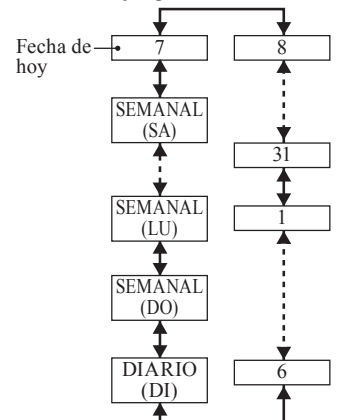 Fecha de
hoy
7
8
SEMANAL
(SA)
31
SEMANAL
(LU)
1
SEMANAL
(DO)
DIARIO
(DI)
6